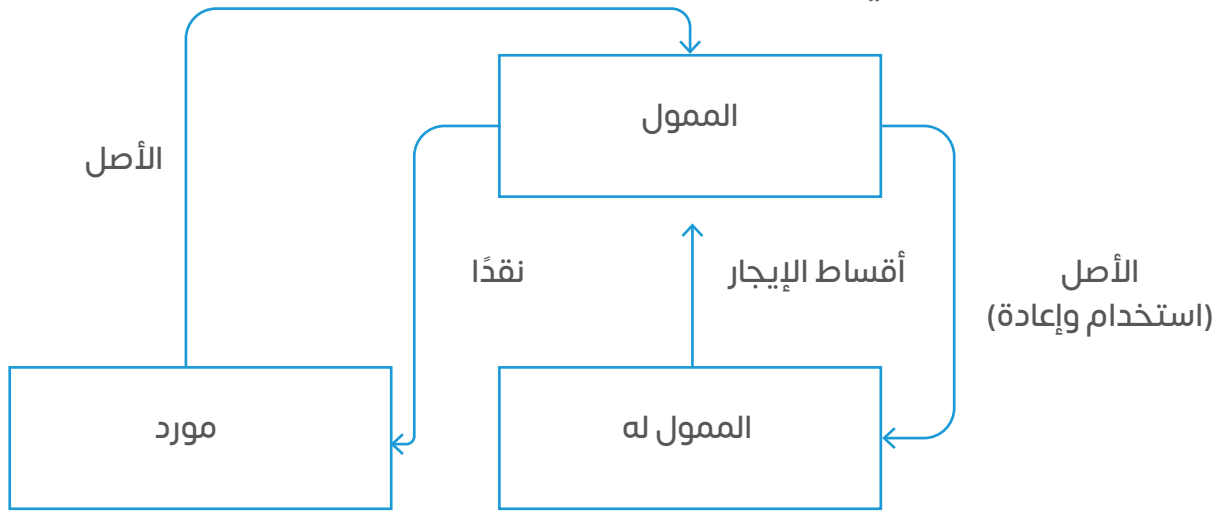 الممول
الأصل
نقدًا
أقساط الإيجار
الأصل
(استخدام وإعادة)
مورد
الممول له